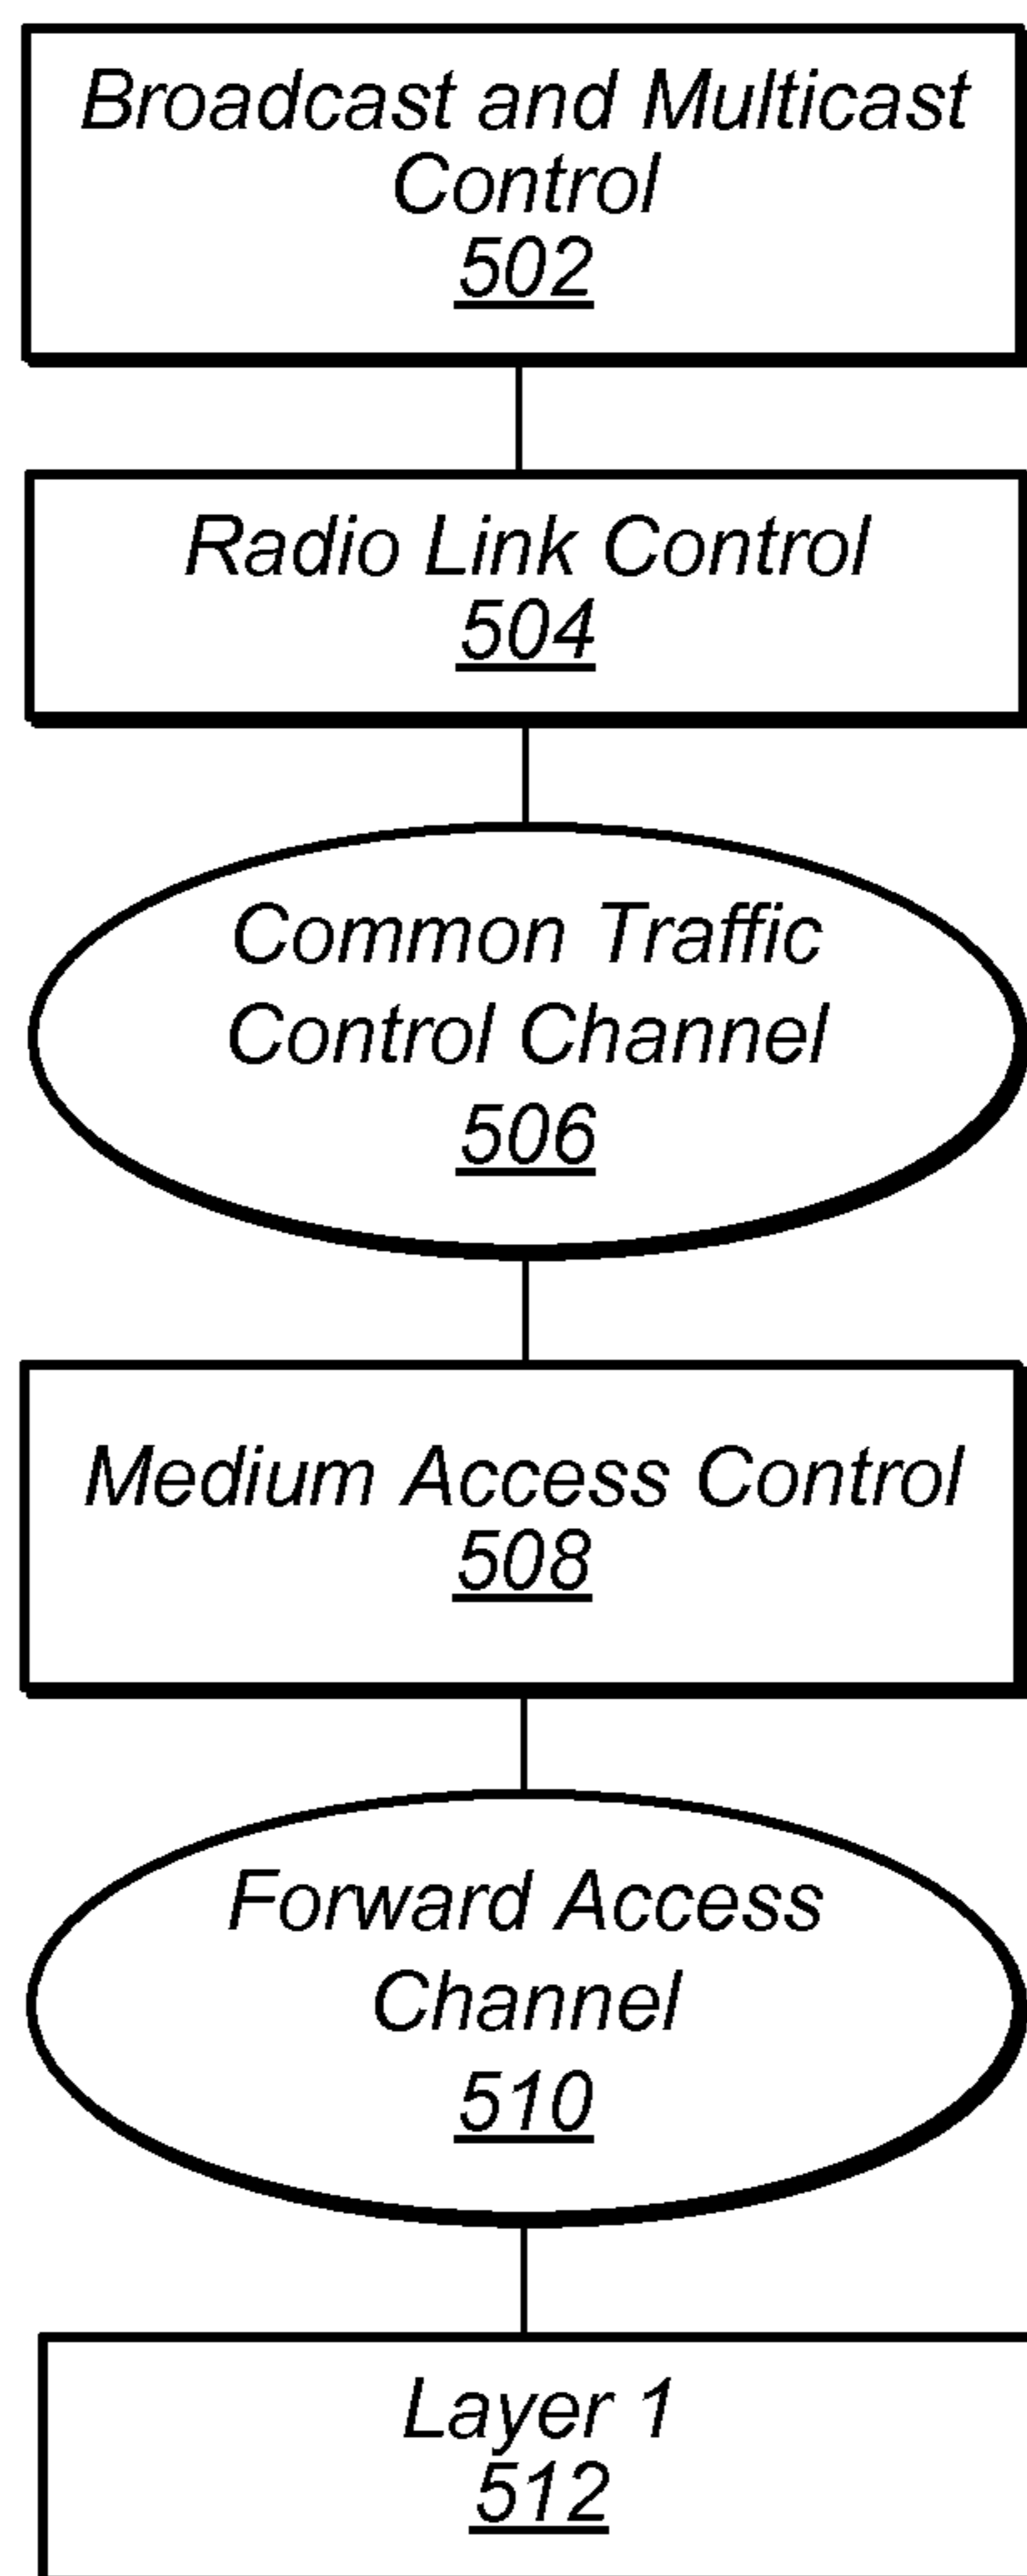 Broadcast and Multicast
Control
502
Radio Link Control
504
Common Traffic
Control Channel
506
Medium Access Control
508
Forward Access
Channel
510
Layer 1
512